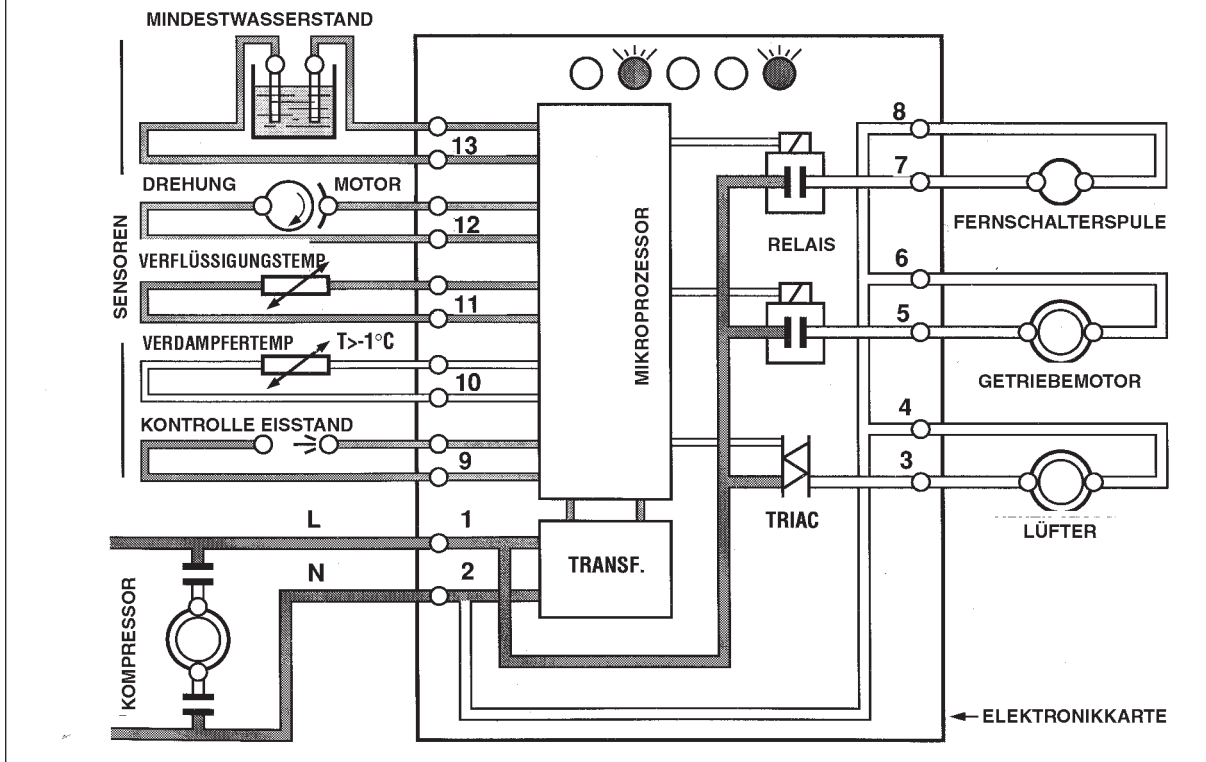 MINDESTWASSERSTAND
SENSOREN
13
DREHUNG MOTOR
12
VERFLÜSSIGUNGSTEMP
11
VERDAMPFERTEMP T>-1°C
10
KONTROLLE EISSTAND
9
L
1
N
2
KOMPRESSOR
MIKROPROZESSOR
TRANSF.
RELAIS
TRIAC
8
7
FERNSCHALTERSPULE
6
5
GETRIEBEMOTOR
4
3
LÜFTER
ELEKTRONIKKARTE